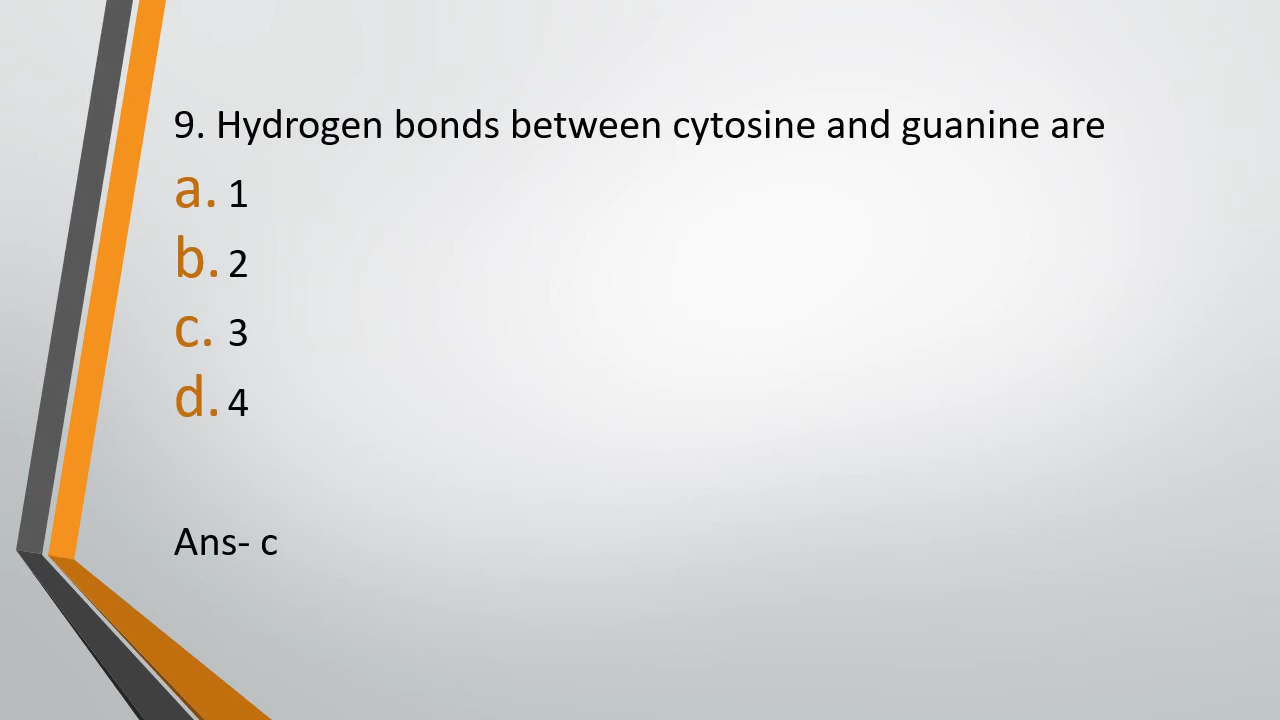 9. Hydrogen bonds between cytosine and guanine are
a. 1
b. 2
c. 3
d. 4
Ans- c